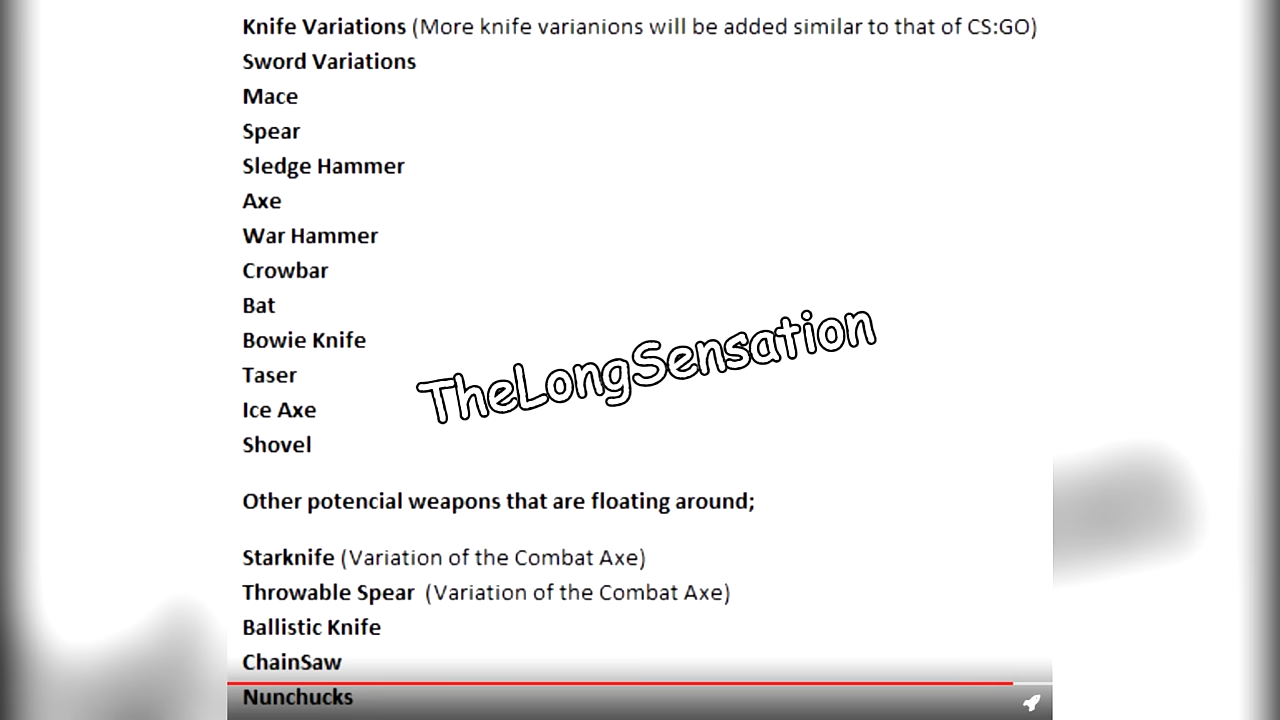 Knife Variations (More knife varianions will be added similar to that of CS:GO)
Sword Variations
Mace
Spear
Sledge Hammer
Axe
War Hammer
Crowbar
Bat
Bowie Knife
TheLongSensation
Taser
Ice Axe
Shovel
Other potencial weapons that are floating around;
Starknife (Variation of the Combat Axe)
Throwable Spear (Variation of the Combat Axe)
Ballistic Knife
ChainSaw
Nunchucks